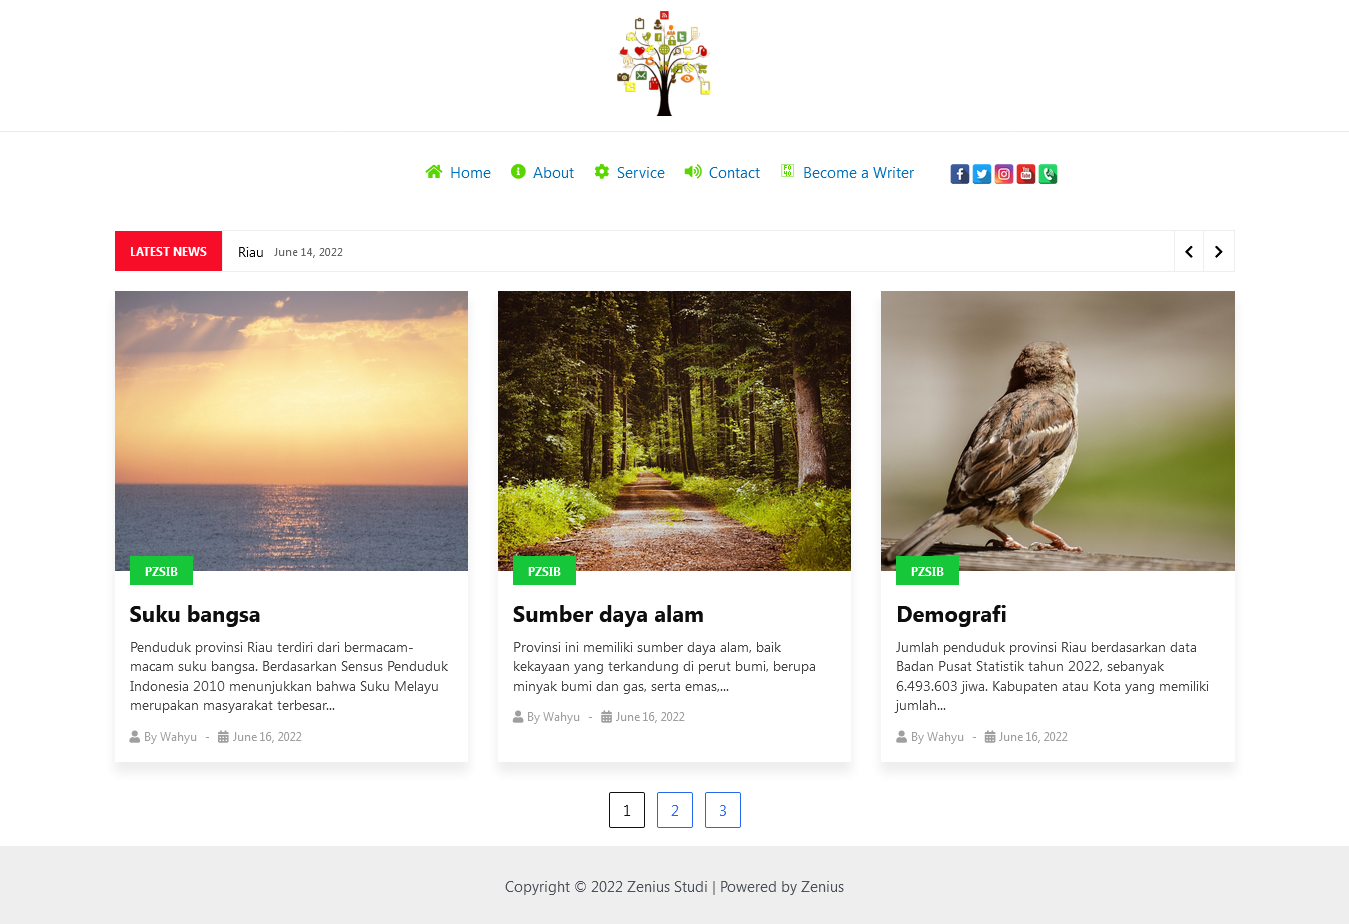 Home About Service Contact Become a Writer
LATEST NEWS Riau June 14, 2022
PZSIB
Suku bangsa
Penduduk provinsi Riau terdiri dari bermacam-
macam suku bangsa. Berdasarkan Sensus Penduduk
Indonesia 2010 menunjukkan bahwa Suku Melayu
merupakan masyarakat terbesar...
By Wahyu - June 16, 2022
PZSIB
Sumber daya alam
Provinsi ini memiliki sumber daya alam, baik
kekayaan yang terkandung di perut bumi, berupa
minyak bumi dan gas, serta emas,...
By Wahyu - June 16, 2022
PZSIB
Demografi
Jumlah penduduk provinsi Riau berdasarkan data
Badan Pusat Statistik tahun 2022, sebanyak
6.493.603 jiwa. Kabupaten atau Kota yang memiliki
jumlah...
By Wahyu - June 16, 2022
1 2 3
Copyright © 2022 Zenius Studi | Powered by Zenius